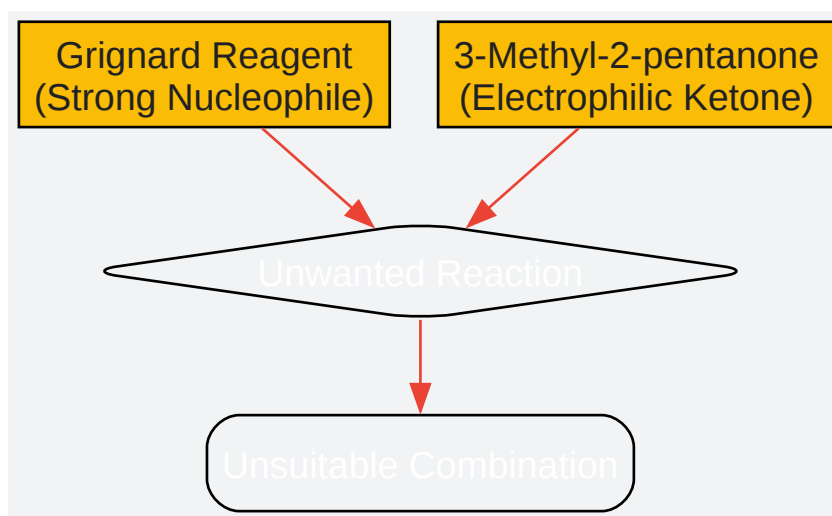 Grignard Reagent
(Strong Nucleophile)
3-Methyl-2-pentanone
(Electrophilic Ketone)
Unwanted Reaction
Unsuitable Combination